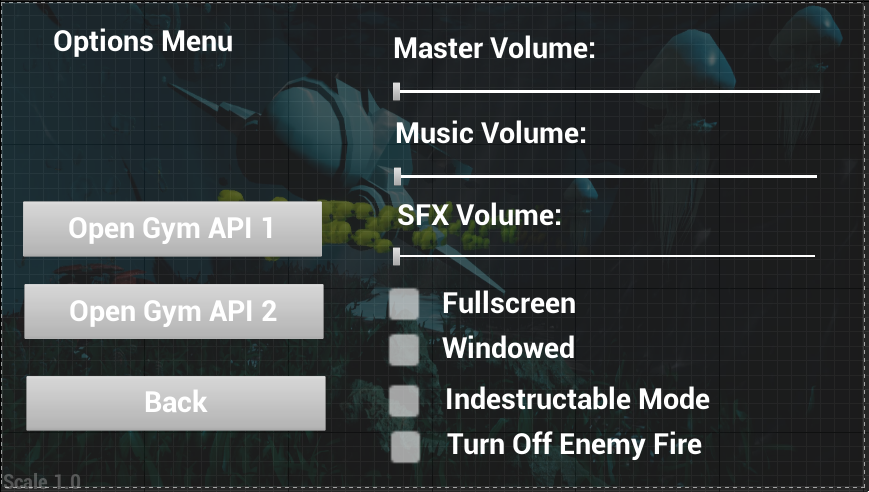 Options Menu
Master Volume:
Music Volume:
SFX Volume:
Open Gym API 1
Open Gym API 2
Back
Fullscreen
Windowed
Indestructable Mode
Turn Off Enemy Fire
Scale 1.0